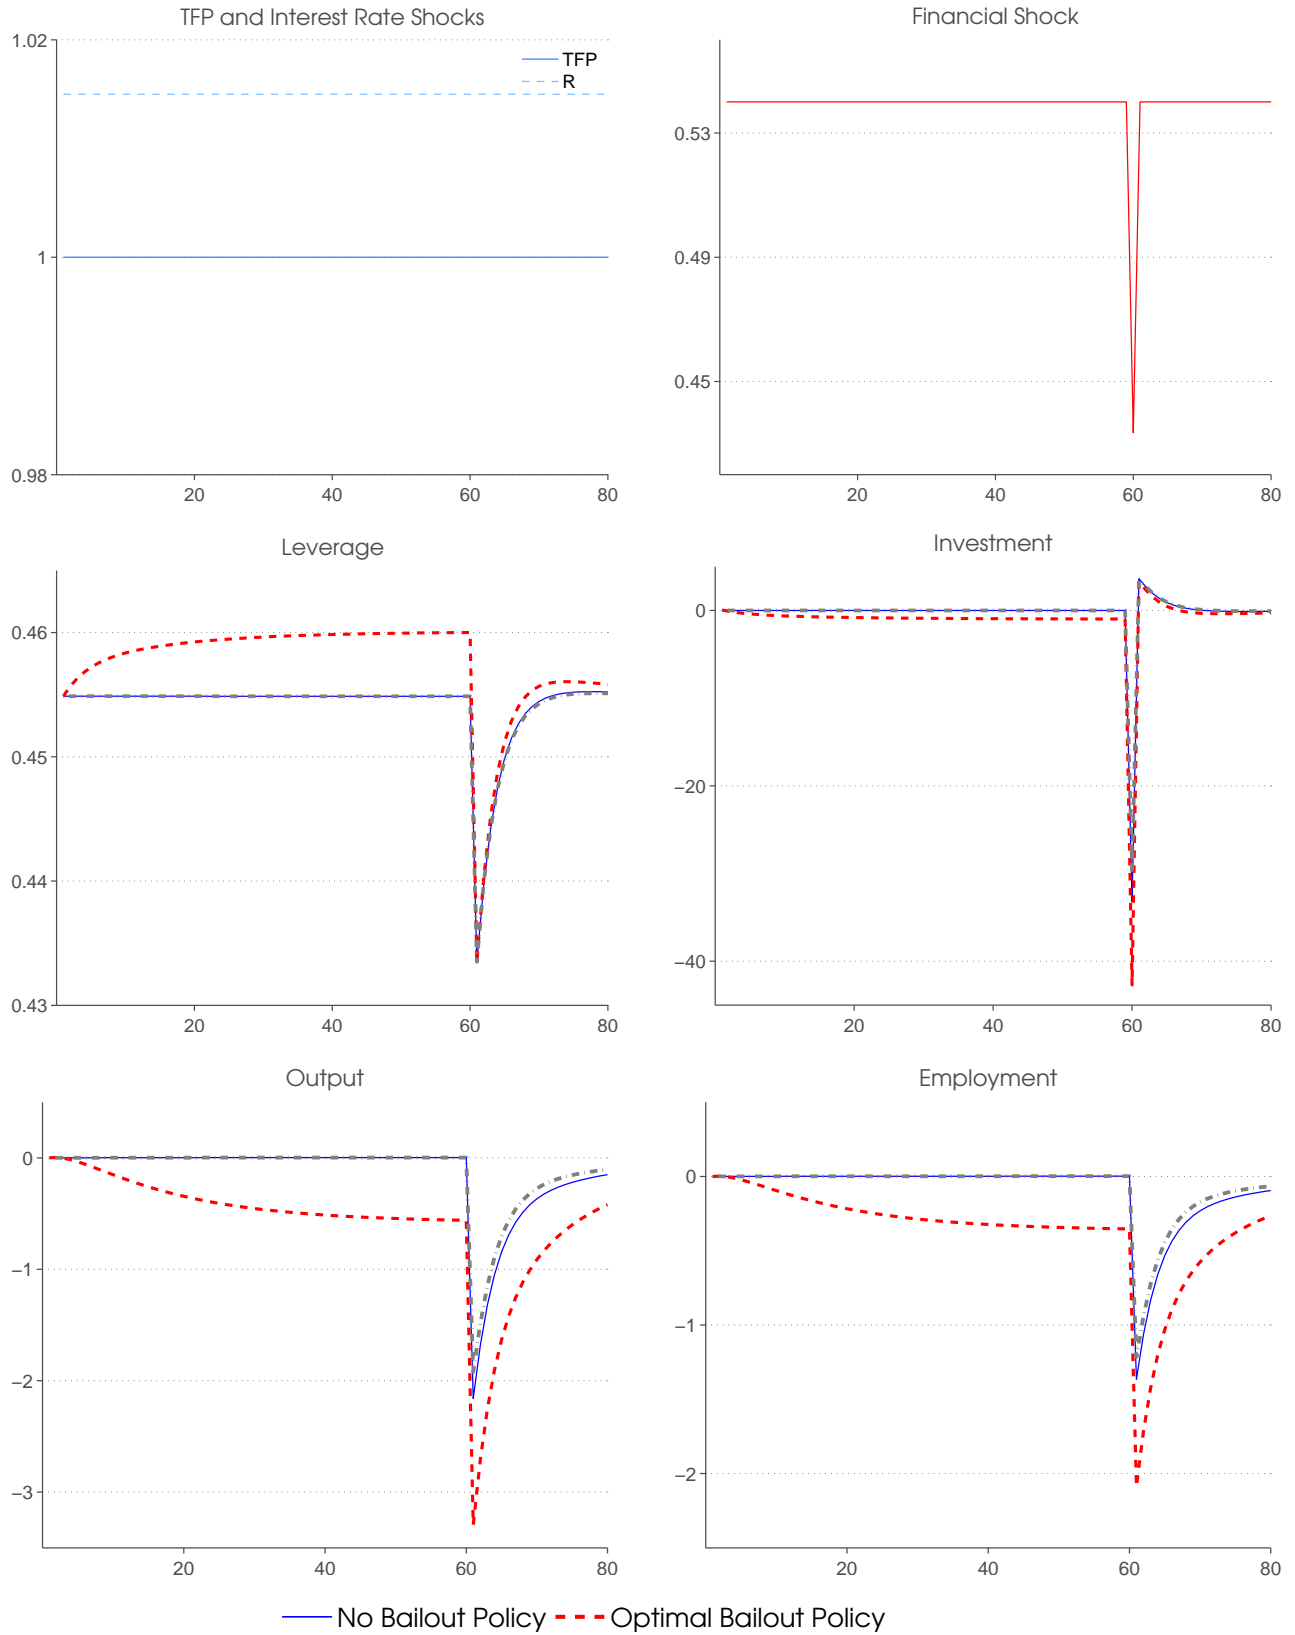 TFP and Interest Rate Shocks
1.02
1
0.98
20 40 60 80
TFP
R
Financial Shock
0.53
0.49
0.45
20 40 60 80
Leverage
0.46
0.45
0.44
0.43
20 40 60 80
Investment
0
−20
−40
20 40 60 80
Output
0
−1
−2
−3
20 40 60 80
Employment
0
−1
−2
20 40 60 80
No Bailout Policy Optimal Bailout Policy